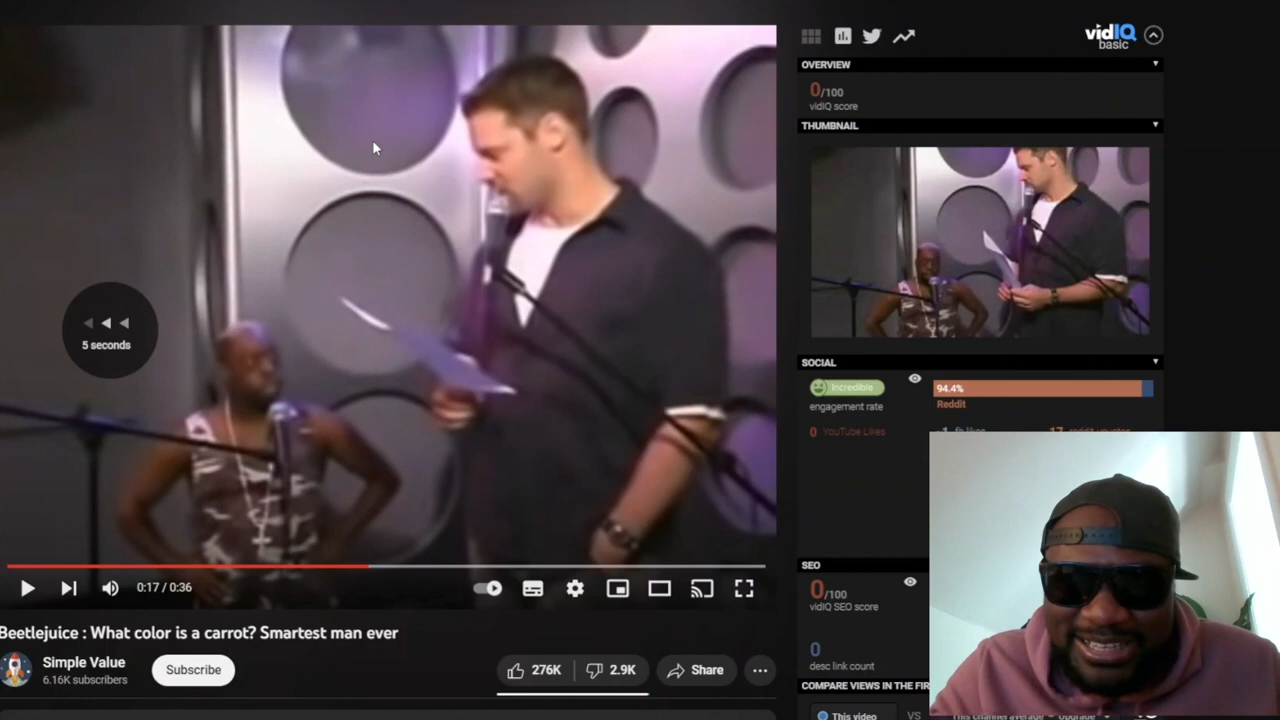 vidIQ
basic
OVERVIEW
0/100
vidIQ score
THUMBNAIL
5 seconds
SOCIAL
Incredible
engagement rate
94.4%
Reddit
0 YouTube Likes
0:17 / 0:36
SEO
0/100
vidIQ SEO score
0
desc link count
Beetlejuice : What color is a carrot? Smartest man ever
Simple Value
6.16K subscribers
Subscribe
276K
2.9K
Share
COMPARE VIEWS IN THE FIR
This video
VS